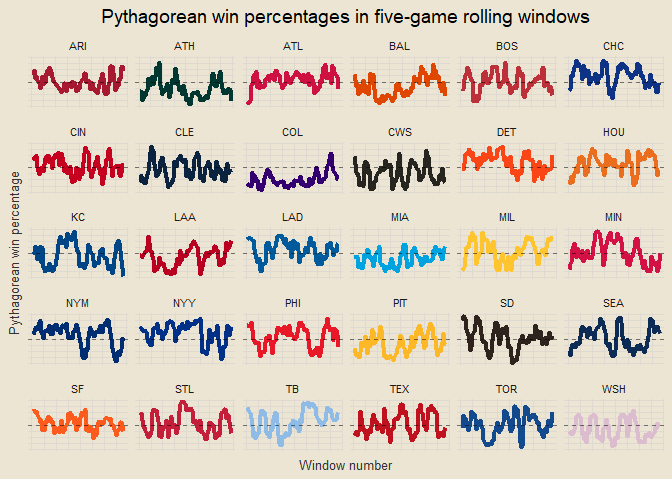 Pythagorean win percentages in five-game rolling windows
ARI ATH ATL BAL BOS CHC
CIN CLE COL CWS DET HOU
KC LAA LAD MIA MIL MIN
NYM NYY PHI PIT SD SEA
SF STL TB TEX TOR WSH
Pythagorean win percentage
Window number